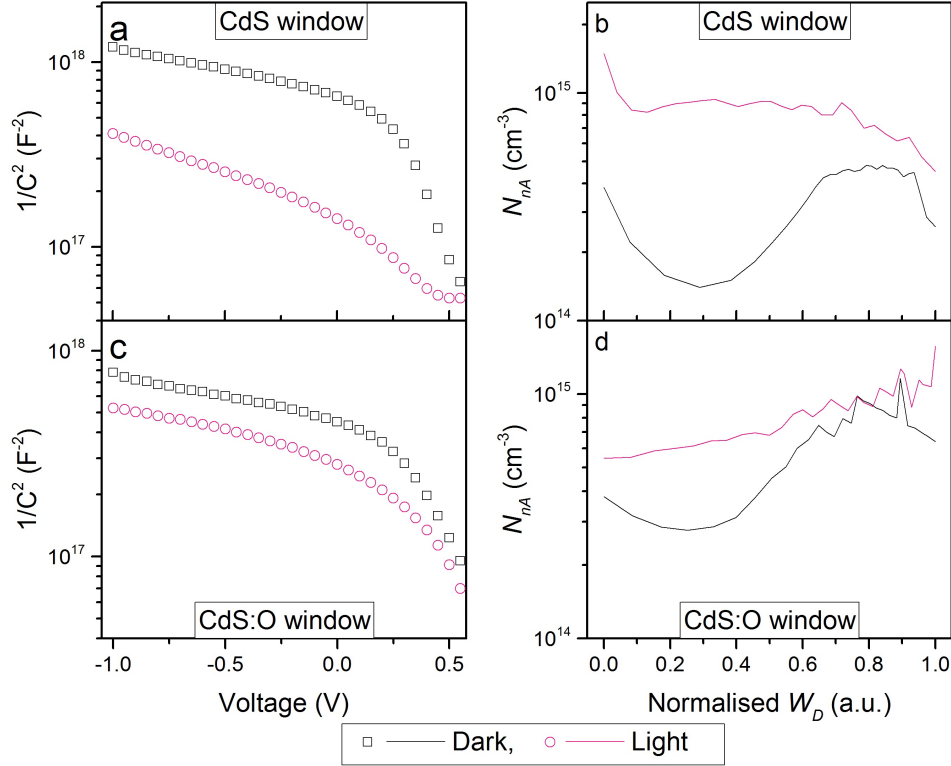 a
CdS window
b
CdS window
10^18
10^17
1/C^2 (F^-2)
10^15
10^14
N_nA (cm^-3)
c
CdS:O window
d
CdS:O window
10^18
10^17
1/C^2 (F^-2)
10^15
10^14
N_nA (cm^-3)
-1.0
-0.5
0.0
0.5
Voltage (V)
0.0
0.2
0.4
0.6
0.8
1.0
Normalised W_D (a.u.)
Dark,
Light